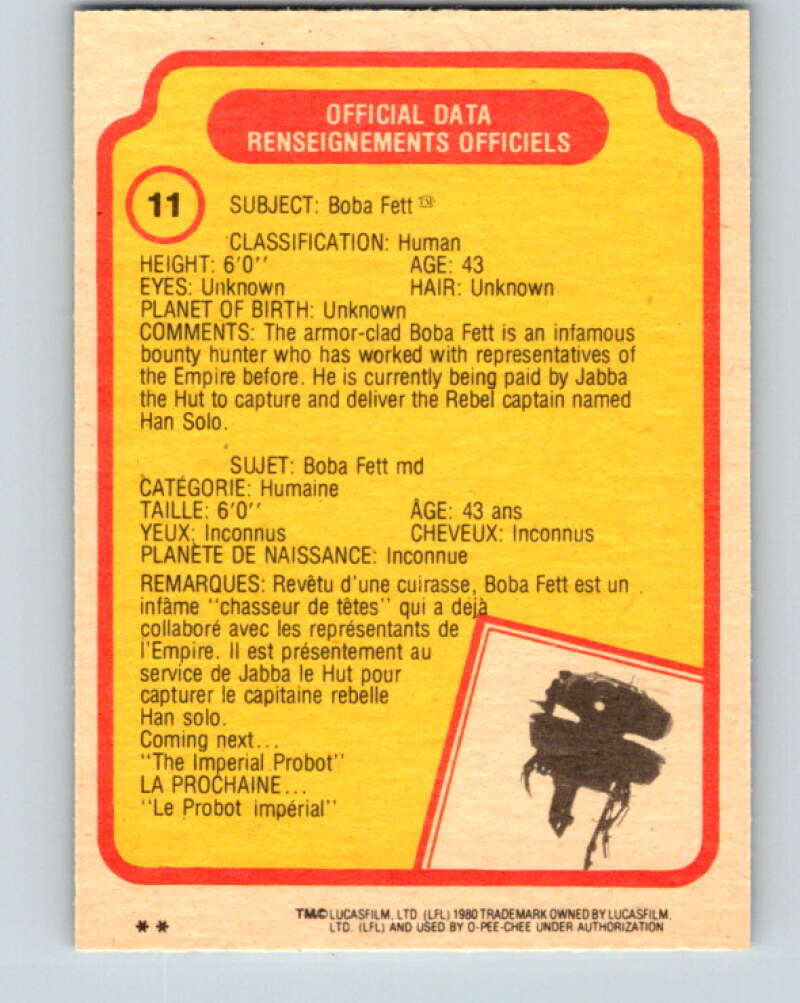 OFFICIAL DATA
RENSEIGNEMENTS OFFICIELS
11
SUBJECT: Boba Fett TM
CLASSIFICATION: Human
HEIGHT: 6'0'' AGE: 43
EYES: Unknown HAIR: Unknown
PLANET OF BIRTH: Unknown
COMMENTS: The armor-clad Boba Fett is an infamous
bounty hunter who has worked with representatives of
the Empire before. He is currently being paid by Jabba
the Hut to capture and deliver the Rebel captain named
Han Solo.
SUJET: Boba Fett md
CATÉGORIE: Humaine
TAILLE: 6'0'' ÂGE: 43 ans
YEUX: Inconnus CHEVEUX: Inconnus
PLANÈTE DE NAISSANCE: Inconnue
REMARQUES: Revêtu d'une cuirasse, Boba Fett est un
infâme "chasseur de têtes" qui a déjà
collaboré avec les représentants de
l'Empire. Il est présentement au
service de Jabba le Hut pour
capturer le capitaine rebelle
Han solo.
Coming next...
"The Imperial Probot"
LA PROCHAINE...
"Le Probot impérial"
** TM© LUCASFILM, LTD. (LFL) 1980 TRADEMARK OWNED BY LUCASFILM,
LTD. (LFL) AND USED BY O-PEE-CHEE UNDER AUTHORIZATION